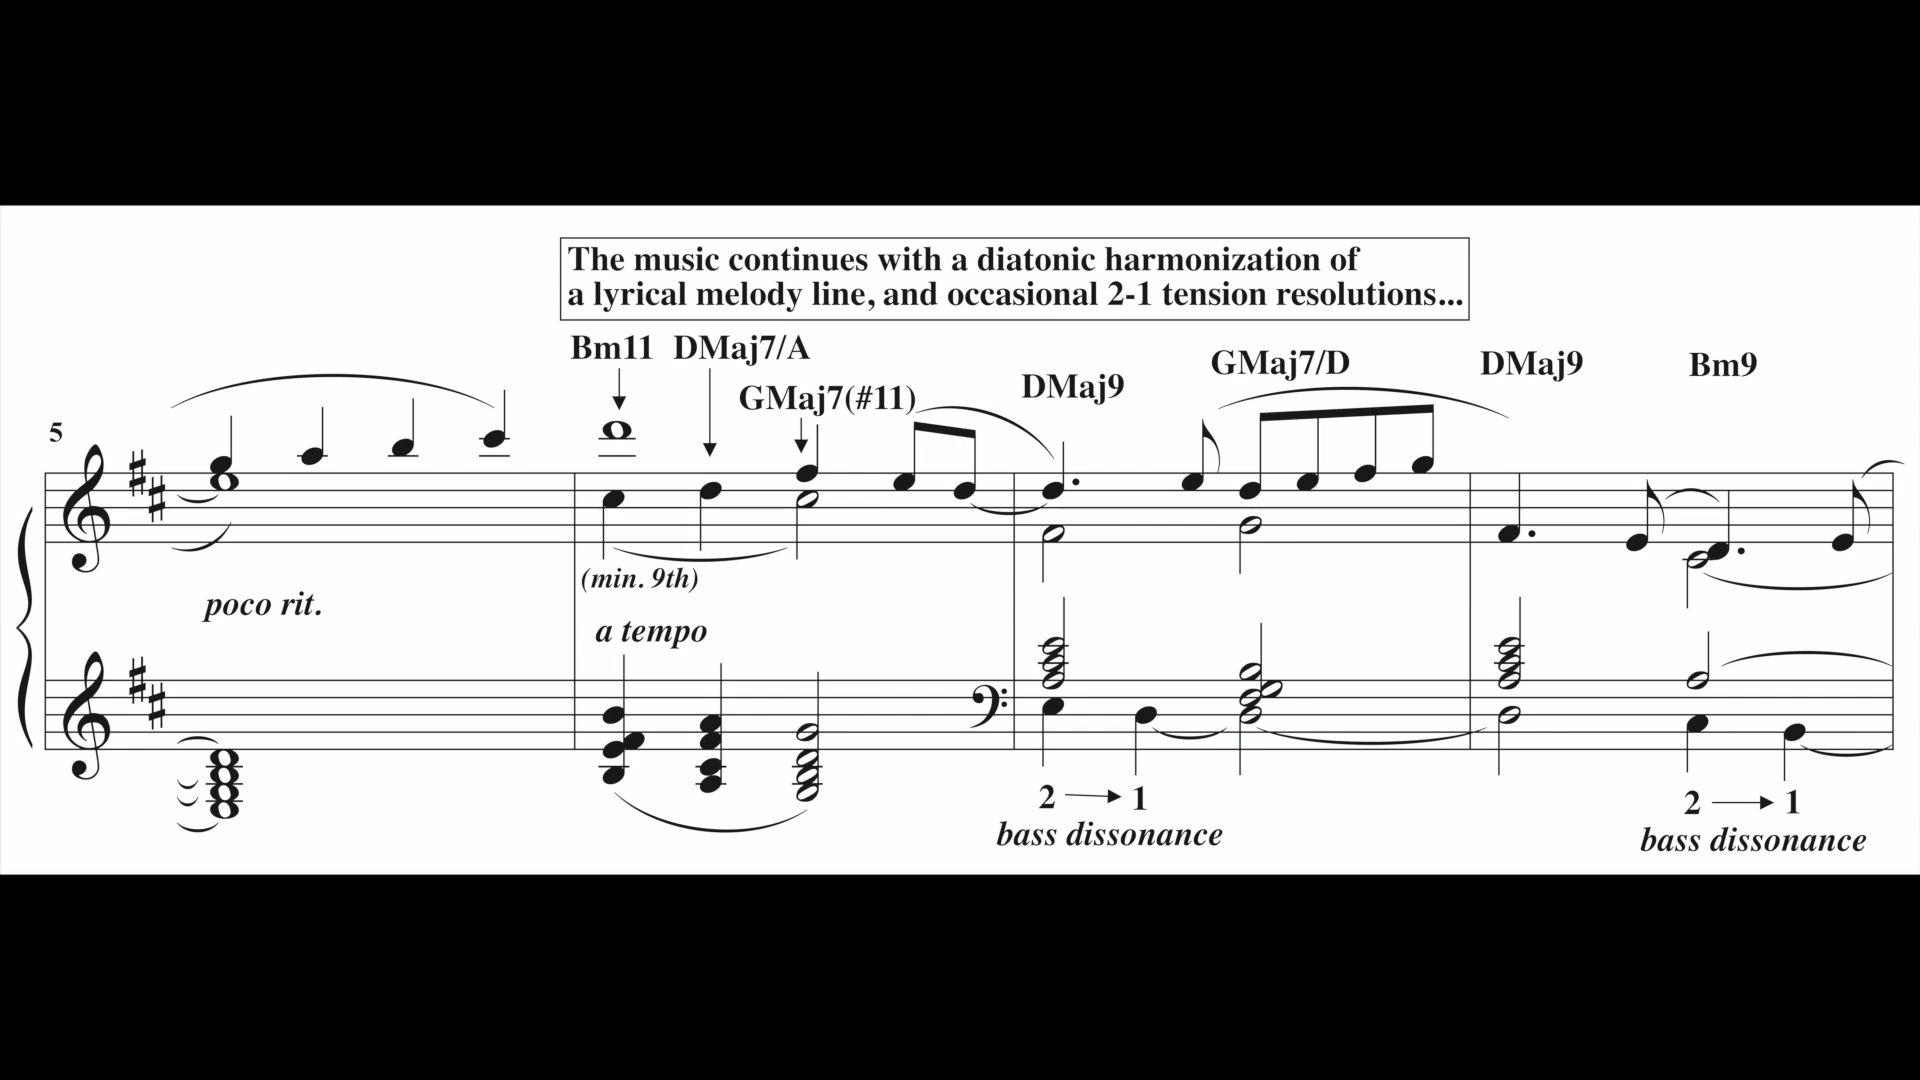 The music continues with a diatonic harmonization of
a lyrical melody line, and occasional 2-1 tension resolutions...
Bm11 DMaj7/A
GMaj7(#11)
DMaj9
GMaj7/D
DMaj9
Bm9
5
(min. 9th)
poco rit.
a tempo
2 → 1
bass dissonance
2 → 1
bass dissonance